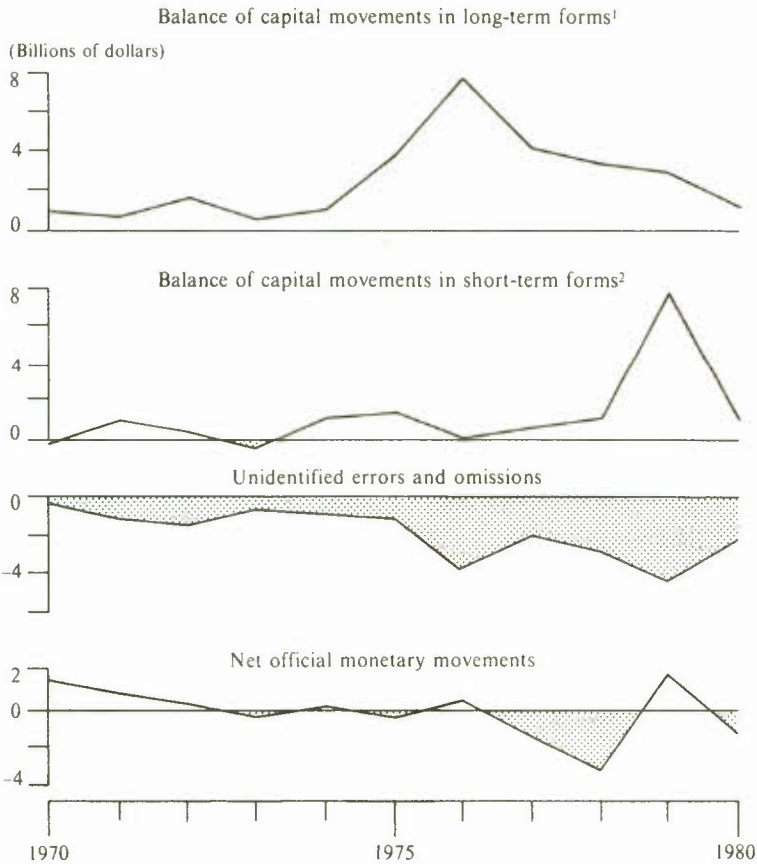 Balance of capital movements in long-term forms¹
(Billions of dollars)
8
4
0
Balance of capital movements in short-term forms²
8
4
0
Unidentified errors and omissions
0
−4
Net official monetary movements
2
0
−4
1970 1975 1980